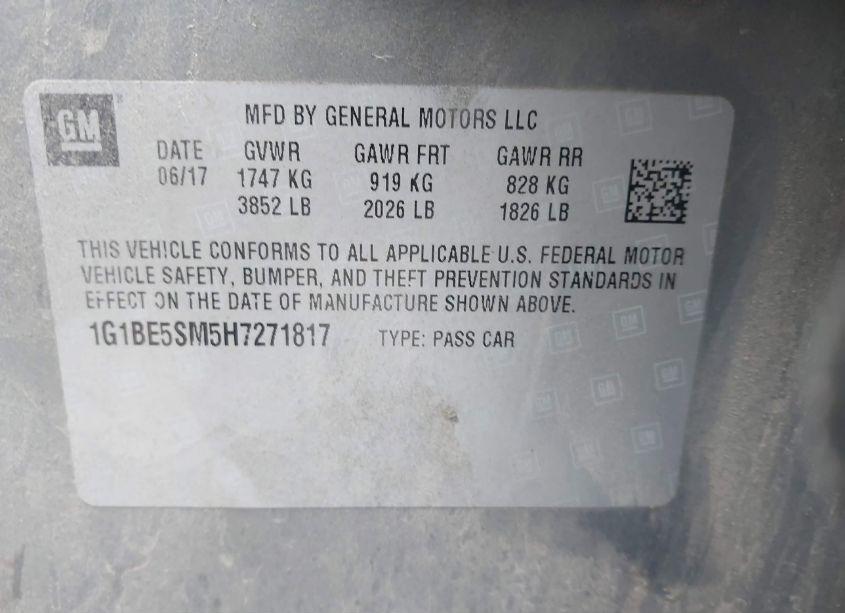 GM
MFD BY GENERAL MOTORS LLC
DATE GVWR GAWR FRT GAWR RR
06/17 1747 KG 919 KG 828 KG
3852 LB 2026 LB 1826 LB
THIS VEHICLE CONFORMS TO ALL APPLICABLE U.S. FEDERAL MOTOR
VEHICLE SAFETY, BUMPER, AND THEFT PREVENTION STANDARDS IN
EFFECT ON THE DATE OF MANUFACTURE SHOWN ABOVE.
1G1BE5SM5H7271817 TYPE: PASS CAR